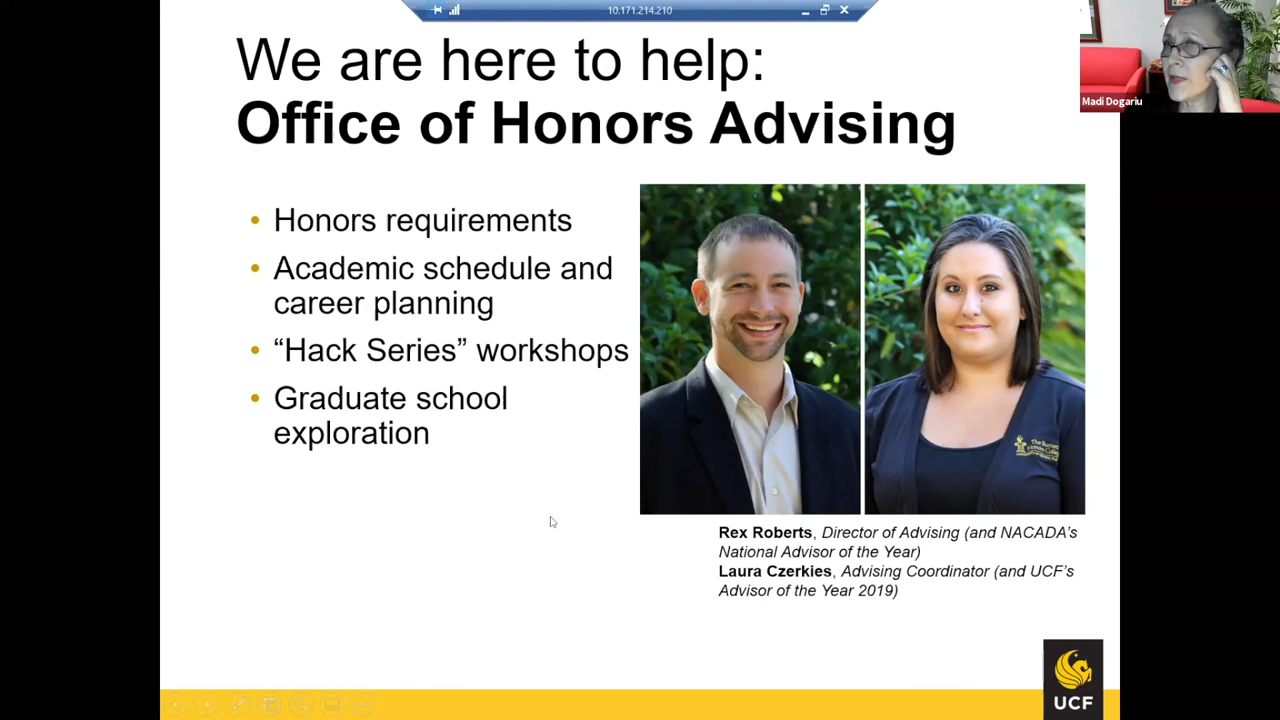 10.171.214.210
We are here to help:
Office of Honors Advising
Madi Dogariu
• Honors requirements
• Academic schedule and
career planning
• “Hack Series” workshops
• Graduate school
exploration
Rex Roberts, Director of Advising (and NACADA’s
National Advisor of the Year)
Laura Czerkies, Advising Coordinator (and UCF’s
Advisor of the Year 2019)
UCF